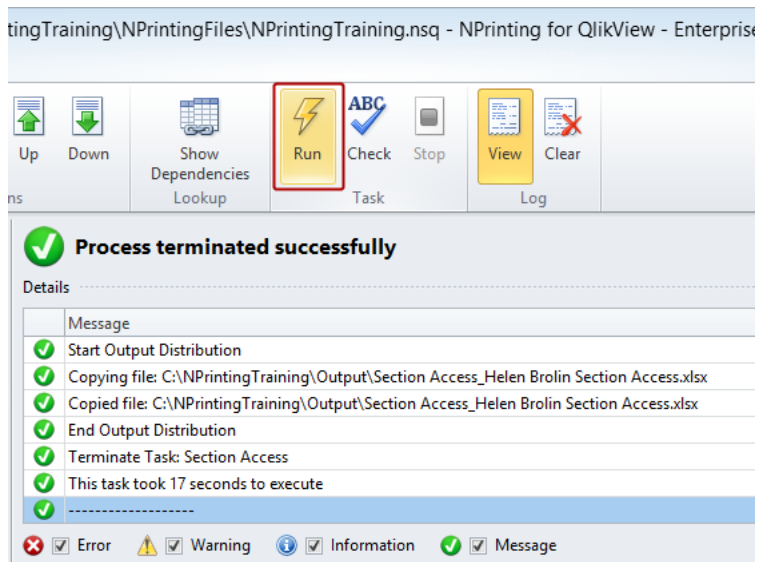 tingTraining\NPrintingFiles\NPrintingTraining.nsq - NPrinting for QlikView - Enterprise
Up Down Show Dependencies Run ABC Check Stop View Clear
ns Lookup Task Log
Process terminated successfully
Details
Message
Start Output Distribution
Copying file: C:\NPrintingTraining\Output\Section Access_Helen Brolin Section Access.xlsx
Copied file: C:\NPrintingTraining\Output\Section Access_Helen Brolin Section Access.xlsx
End Output Distribution
Terminate Task: Section Access
This task took 17 seconds to execute
-------------------
Error Warning Information Message